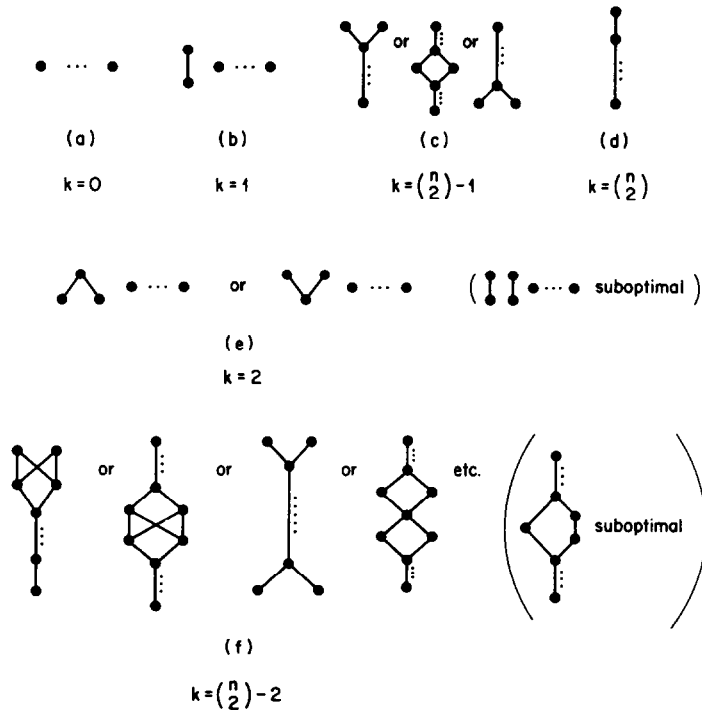 or or
(a) (b) (c) (d)
k=0 k=1 k=(n 2)-1 k=(n 2)
or ( suboptimal )
(e)
k=2
or or or etc. ( suboptimal )
(f)
k=(n 2)-2